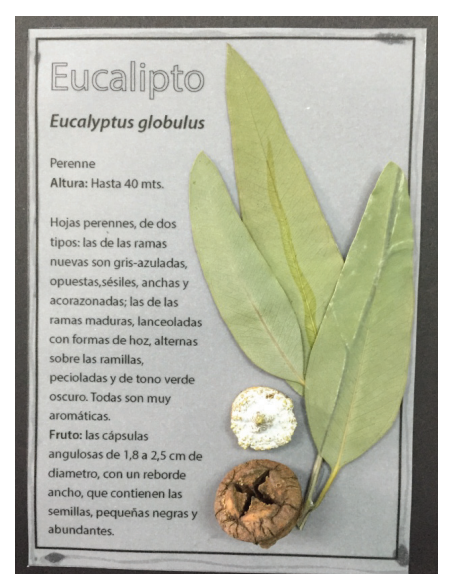 Eucalipto
Eucalyptus globulus
Perenne
Altura: Hasta 40 mts.
Hojas perennes, de dos
tipos: las de las ramas
nuevas son gris-azuladas,
opuestas,sésiles, anchas y
acorazonadas; las de las
ramas maduras, lanceoladas
con formas de hoz, alternas
sobre las ramillas,
pecioladas y de tono verde
oscuro. Todas son muy
aromáticas.
Fruto: las cápsulas
angulosas de 1,8 a 2,5 cm de
diametro, con un reborde
ancho, que contienen las
semillas, pequeñas negras y
abundantes.